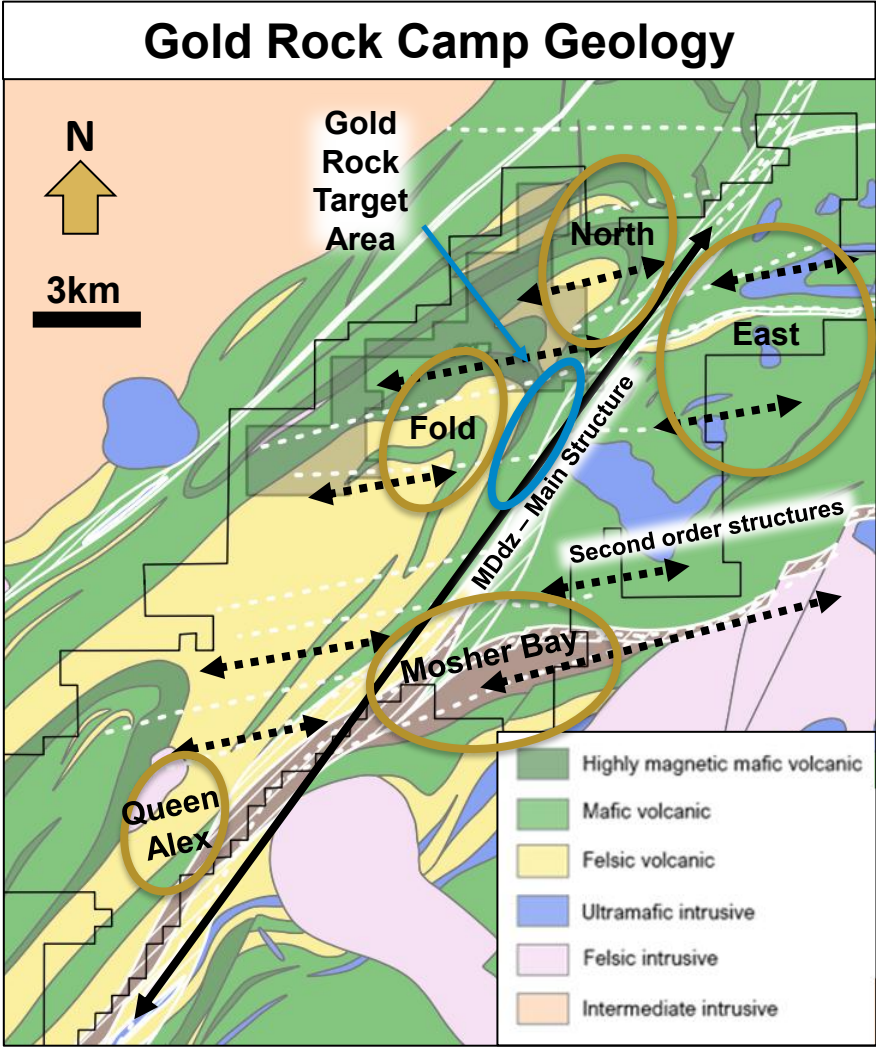 Gold Rock Camp Geology
N
3km
Gold
Rock
Target
Area
North
East
Fold
MDdz – Main Structure
Second order structures
Mosher Bay
Queen
Alex
Highly magnetic mafic volcanic
Mafic volcanic
Felsic volcanic
Ultramafic intrusive
Felsic intrusive
Intermediate intrusive